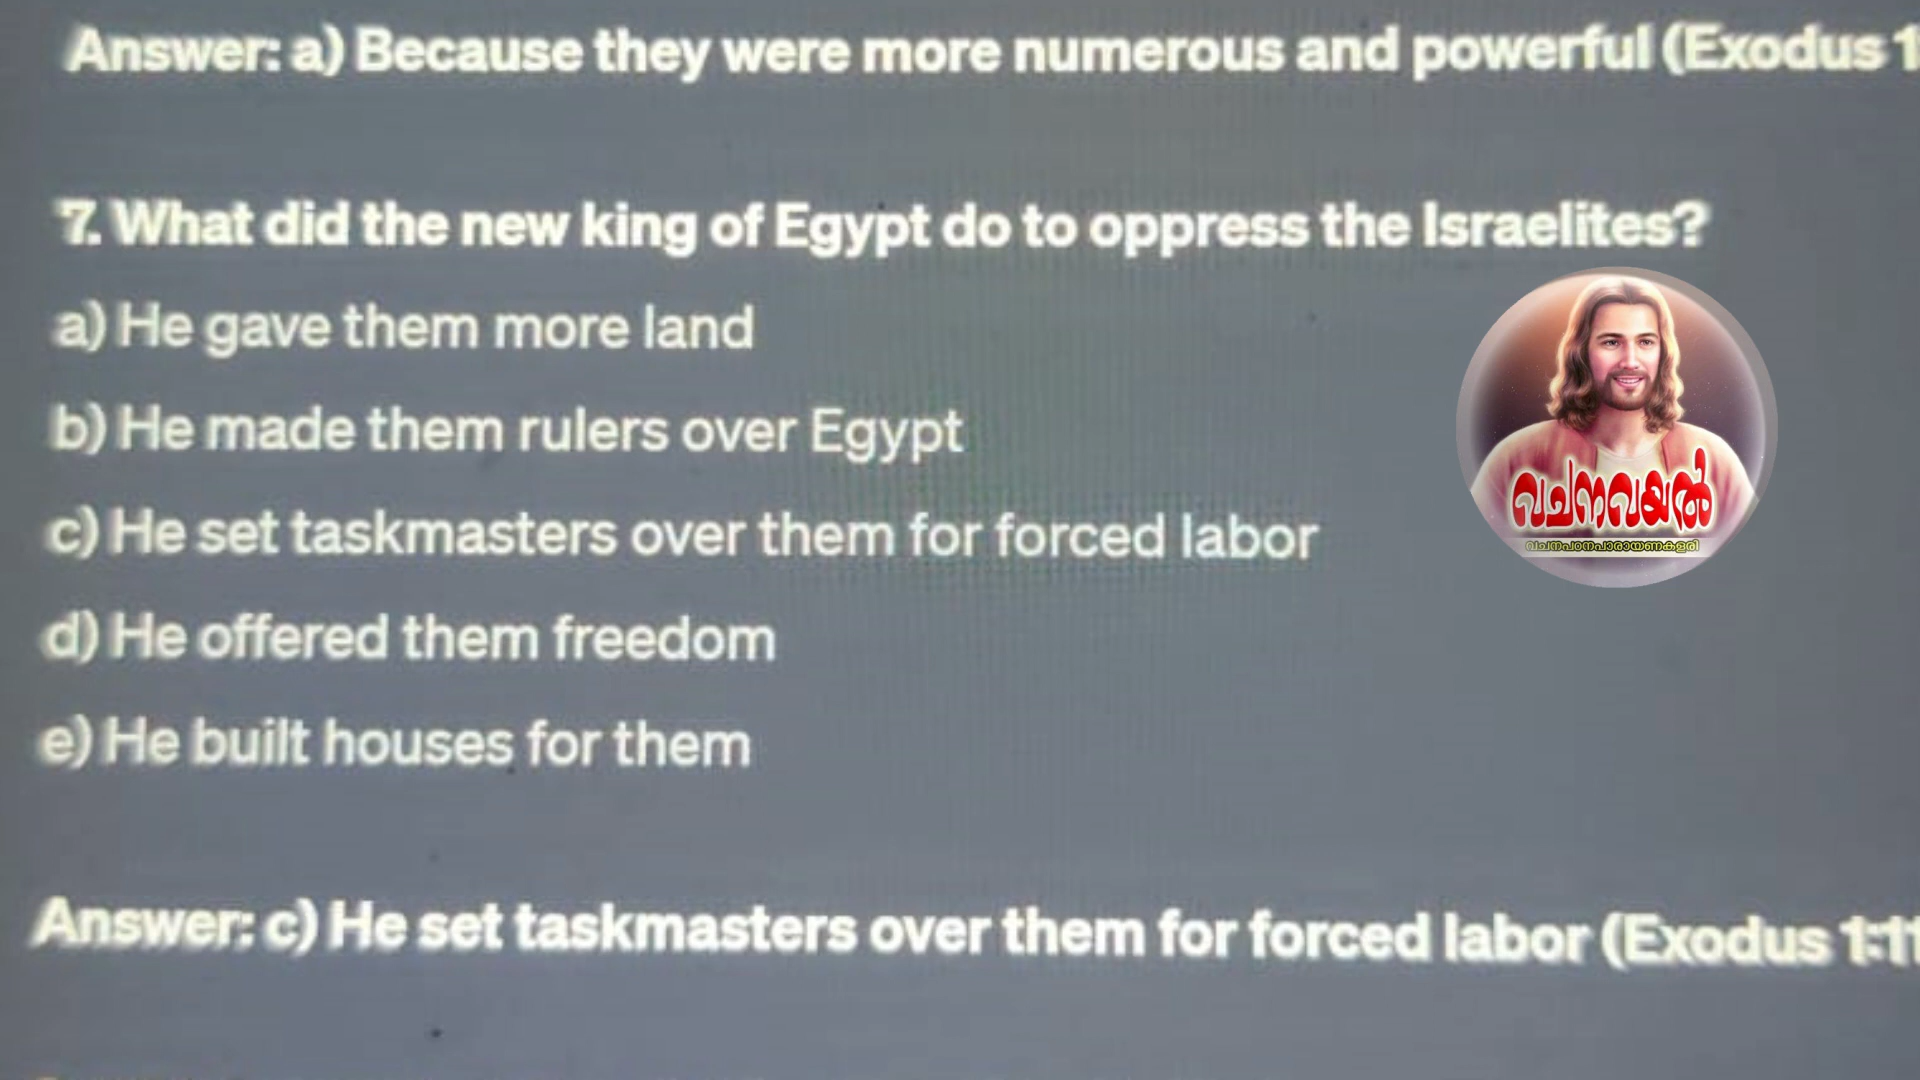 Answer: a) Because they were more numerous and powerful (Exodus 1
7. What did the new king of Egypt do to oppress the Israelites?
a) He gave them more land
b) He made them rulers over Egypt
c) He set taskmasters over them for forced labor
d) He offered them freedom
e) He built houses for them
വചനവയൽ
വചനപഠനപാരായണകളരി
Answer: c) He set taskmasters over them for forced labor (Exodus 1:11